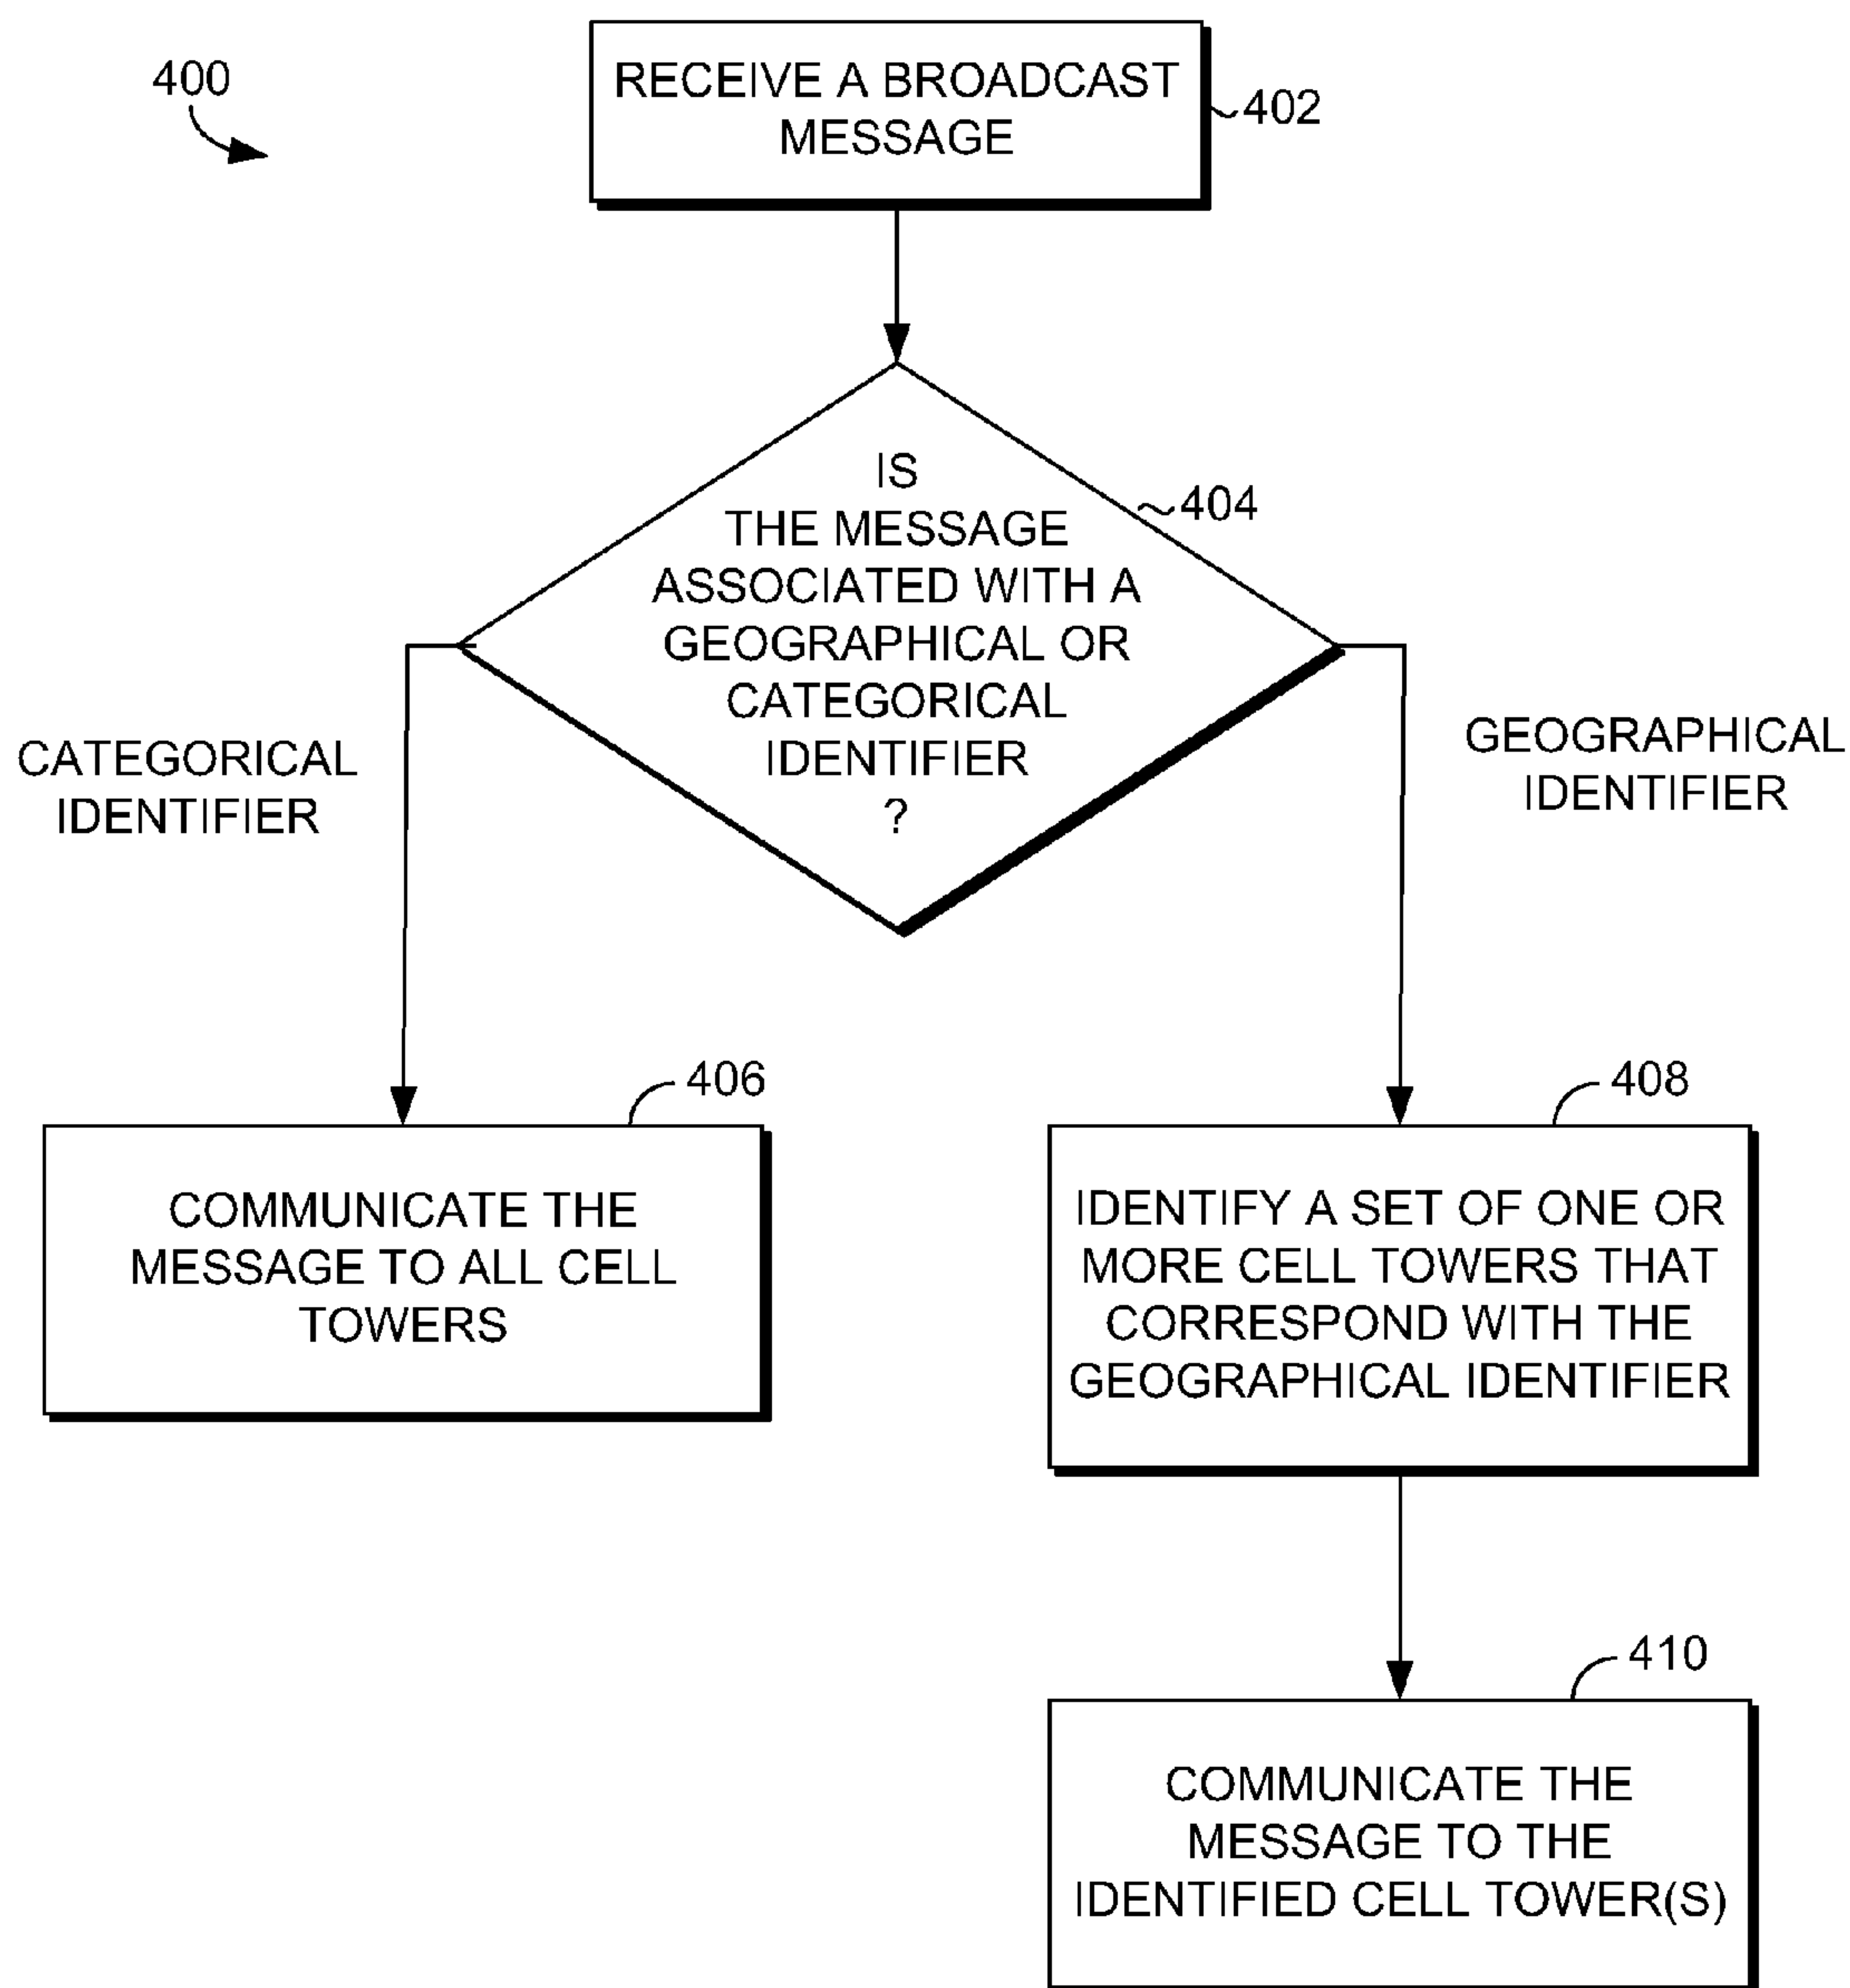 400
RECEIVE A BROADCAST
MESSAGE
402
IS
THE MESSAGE
ASSOCIATED WITH A
GEOGRAPHICAL OR
CATEGORICAL
IDENTIFIER
?
404
CATEGORICAL
IDENTIFIER
GEOGRAPHICAL
IDENTIFIER
406
COMMUNICATE THE
MESSAGE TO ALL CELL
TOWERS
408
IDENTIFY A SET OF ONE OR
MORE CELL TOWERS THAT
CORRESPOND WITH THE
GEOGRAPHICAL IDENTIFIER
410
COMMUNICATE THE
MESSAGE TO THE
IDENTIFIED CELL TOWER(S)